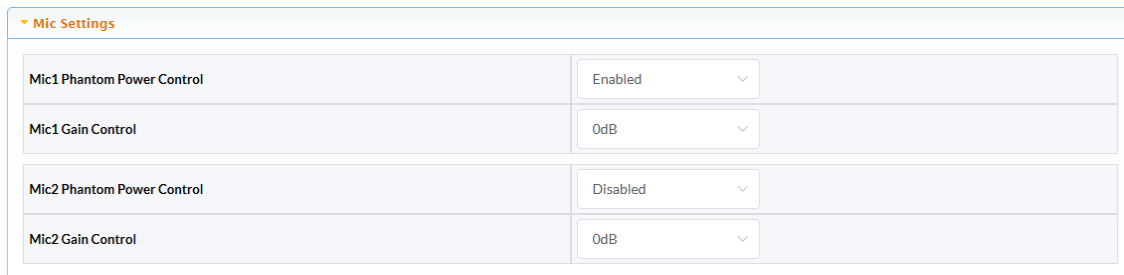 Mic Settings
Mic1 Phantom Power Control Enabled
Mic1 Gain Control 0dB
Mic2 Phantom Power Control Disabled
Mic2 Gain Control 0dB